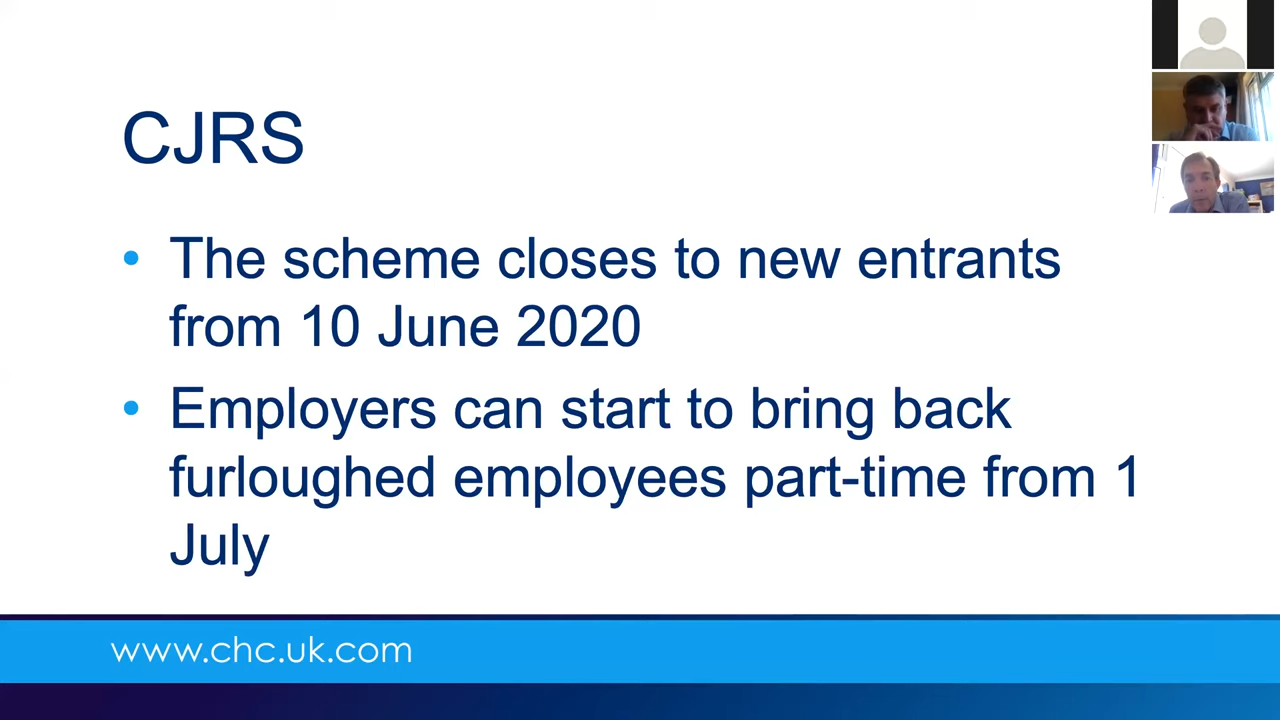 CJRS
• The scheme closes to new entrants
from 10 June 2020
• Employers can start to bring back
furloughed employees part-time from 1
July
www.chc.uk.com